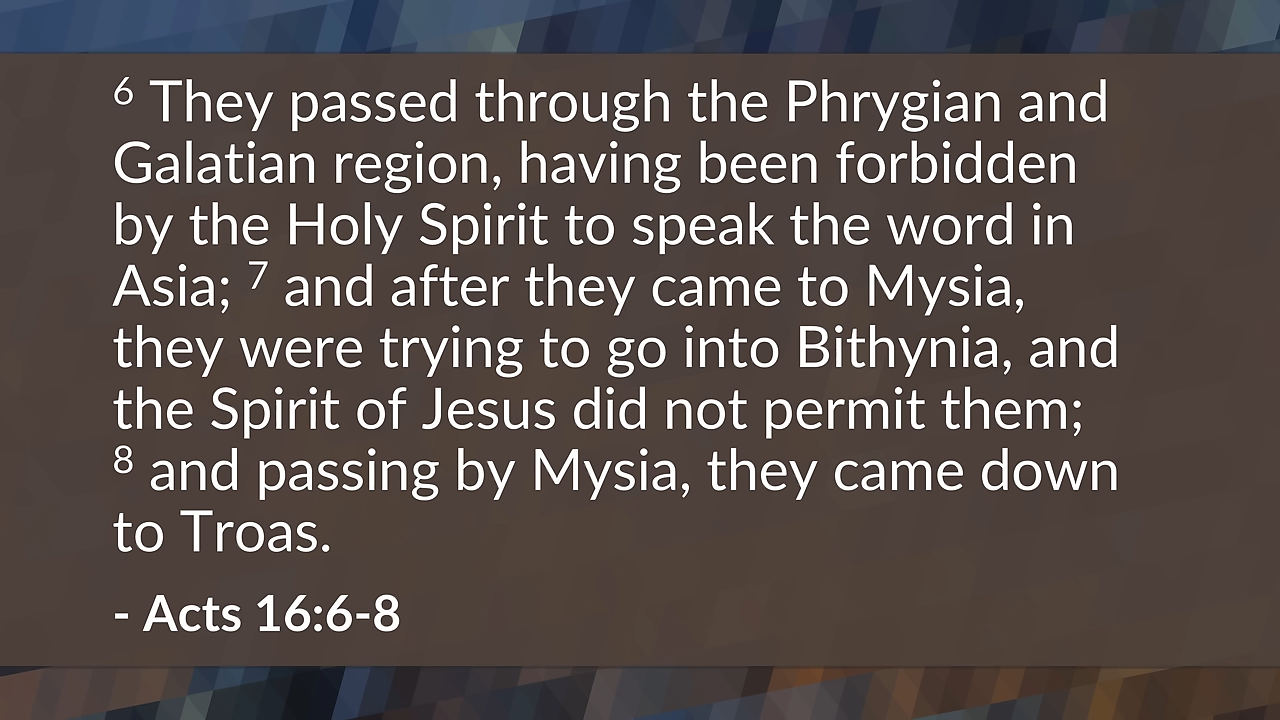 6 They passed through the Phrygian and
Galatian region, having been forbidden
by the Holy Spirit to speak the word in
Asia; 7 and after they came to Mysia,
they were trying to go into Bithynia, and
the Spirit of Jesus did not permit them;
8 and passing by Mysia, they came down
to Troas.
- Acts 16:6-8